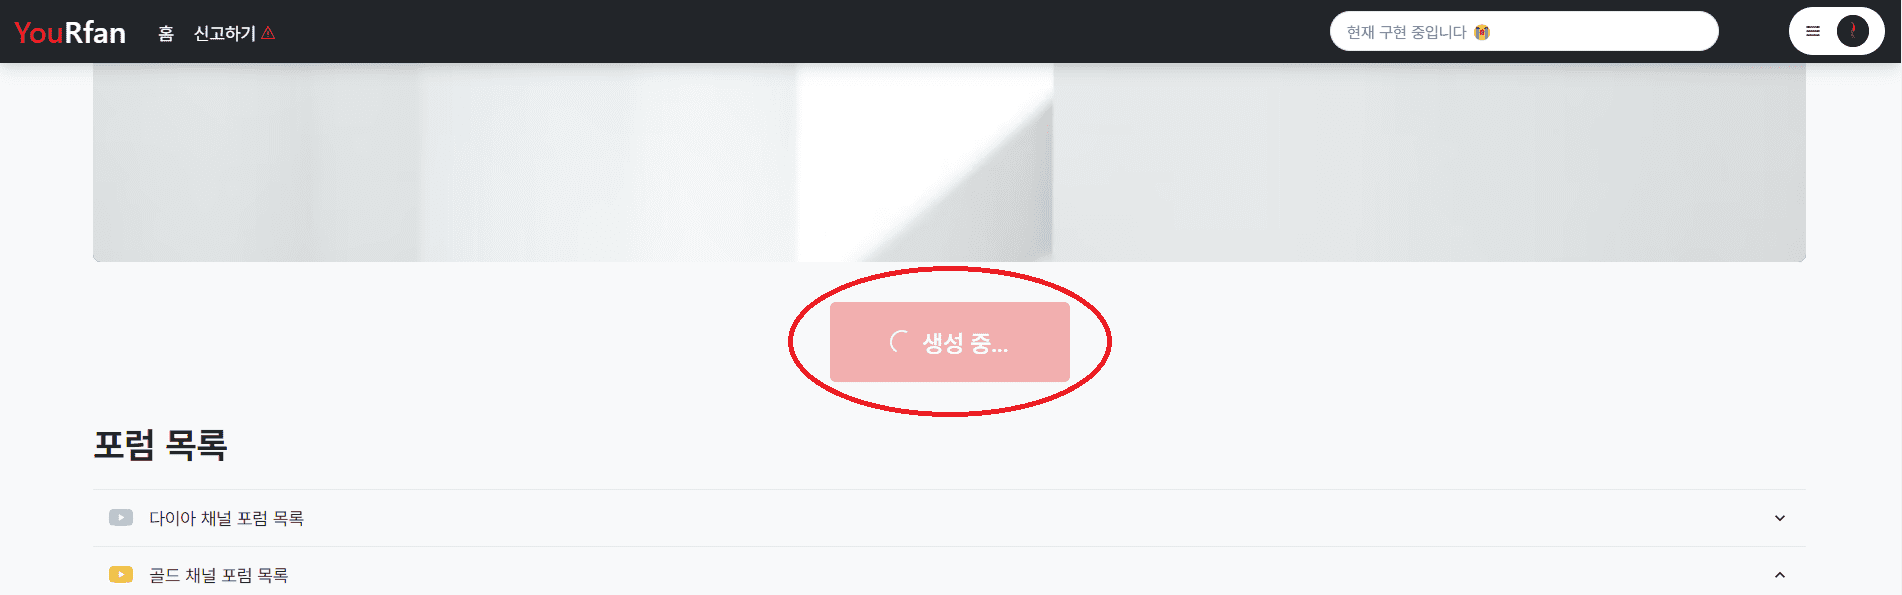 YouRfan 홈 신고하기 현재 구현 중입니다
생성 중...
포럼 목록
다이아 채널 포럼 목록
골드 채널 포럼 목록